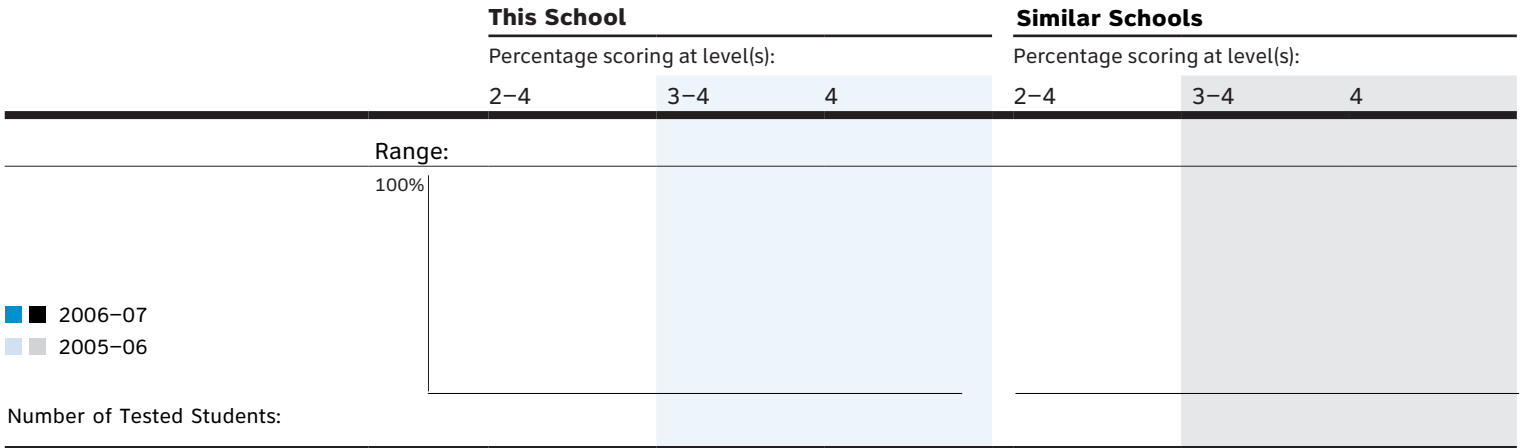 This School Similar Schools
Percentage scoring at level(s): Percentage scoring at level(s):
2–4 3–4 4 2–4 3–4 4
Range:
100%
2006–07
2005–06
Number of Tested Students: